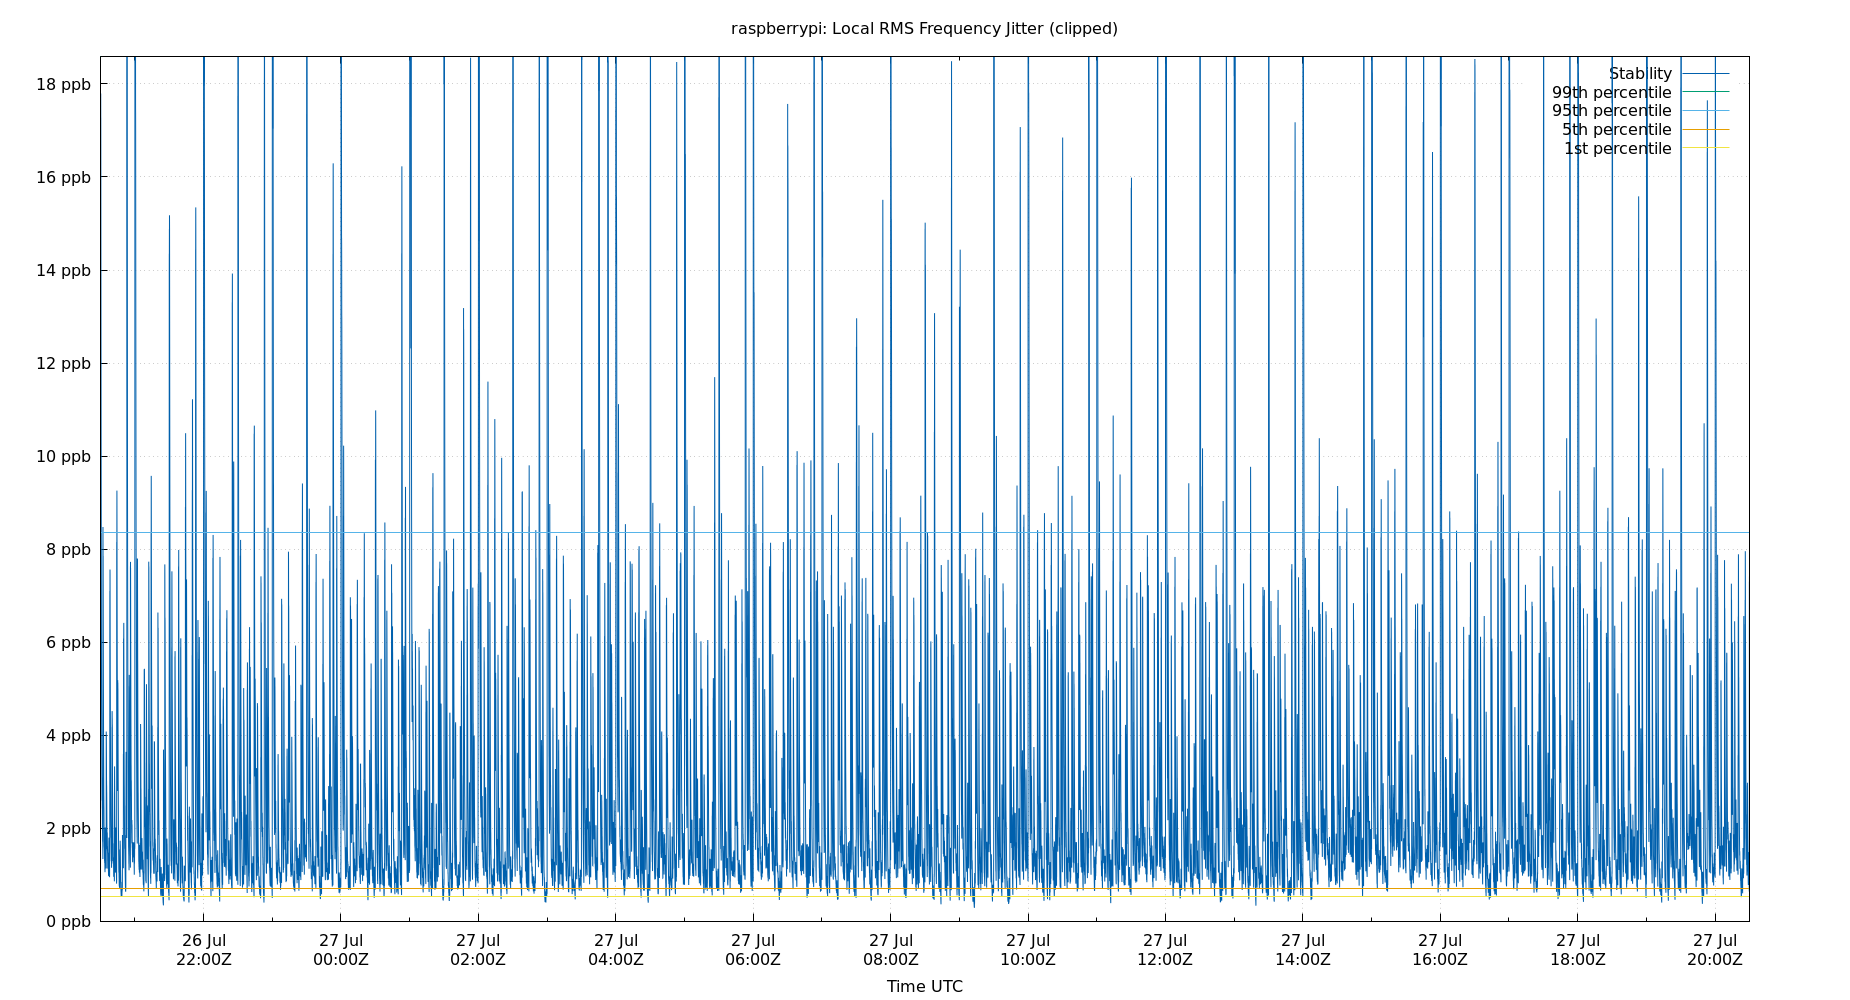 raspberrypi: Local RMS Frequency Jitter (clipped)
18 ppb
16 ppb
14 ppb
12 ppb
10 ppb
8 ppb
6 ppb
4 ppb
2 ppb
0 ppb
Stability
99th percentile
95th percentile
5th percentile
1st percentile
26 Jul
22:00Z
27 Jul
00:00Z
27 Jul
02:00Z
27 Jul
04:00Z
27 Jul
06:00Z
27 Jul
08:00Z
27 Jul
10:00Z
27 Jul
12:00Z
27 Jul
14:00Z
27 Jul
16:00Z
27 Jul
18:00Z
27 Jul
20:00Z
Time UTC